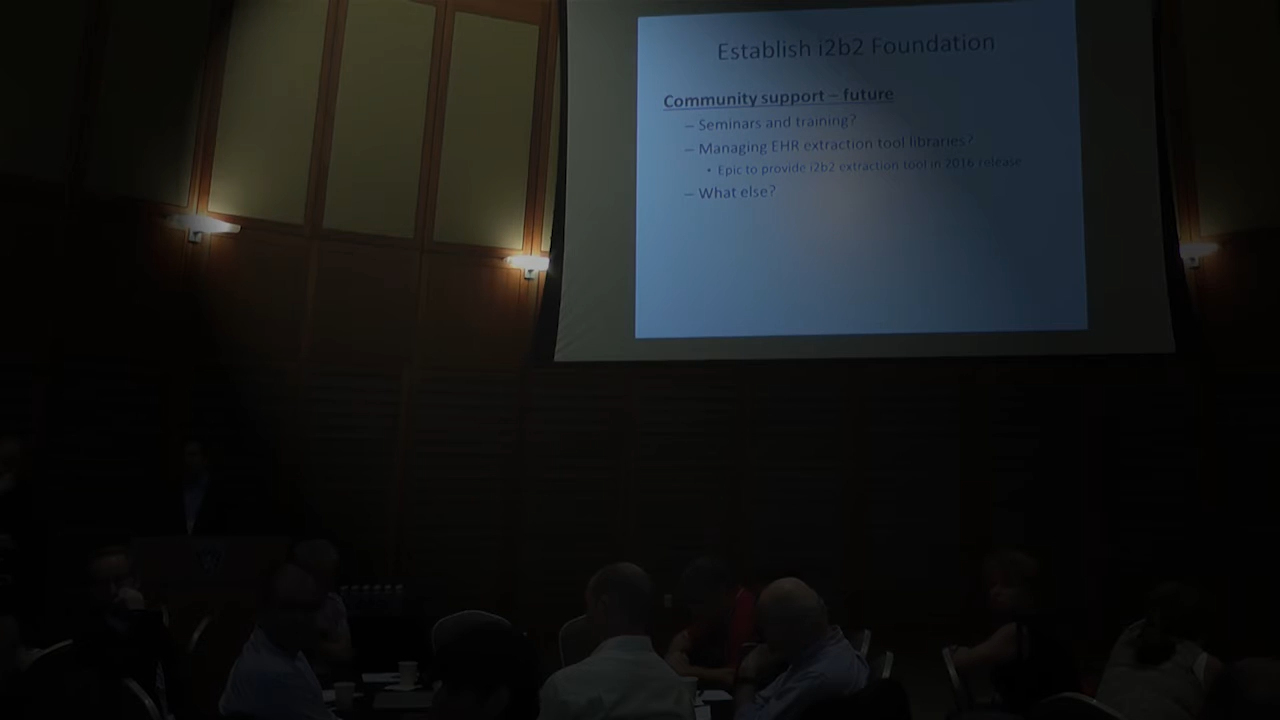 Establish i2b2 Foundation
Community support – future
– Seminars and training?
– Managing EHR extraction tool libraries?
• Epic to provide i2b2 extraction tool in 2016 release
– What else?